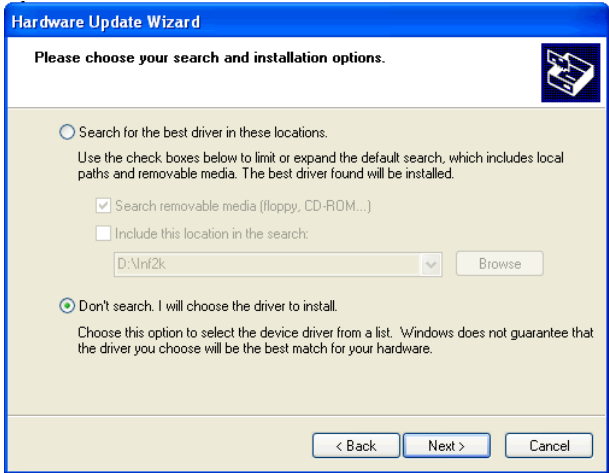 Hardware Update Wizard
Please choose your search and installation options.
Search for the best driver in these locations.
Use the check boxes below to limit or expand the default search, which includes local
paths and removable media. The best driver found will be installed.
Search removable media (floppy, CD-ROM...)
Include this location in the search:
D:\Inf2k
Browse
Don't search. I will choose the driver to install.
Choose this option to select the device driver from a list. Windows does not guarantee that
the driver you choose will be the best match for your hardware.
< Back Next > Cancel